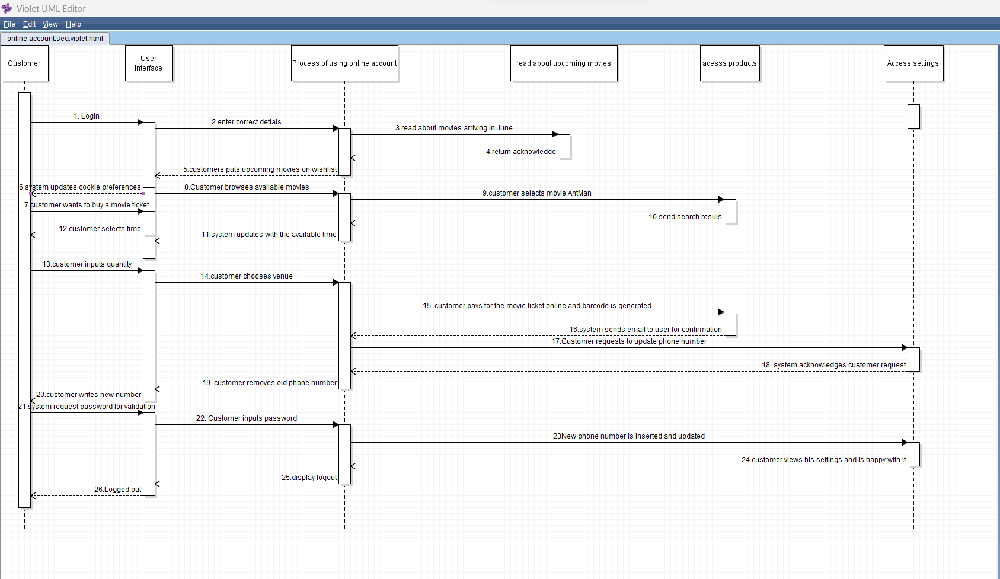 Violet UML Editor
File Edit View Help
online account.seq.violet.html
Customer
User
Interface
Process of using online account
read about upcoming movies
acesss products
Access settings
1. Login
2.enter correct detials
3.read about movies arriving in June
4.return acknowledge
5.customers puts upcoming movies on wishlist
6.system updates cookie preferences
8.Customer browses available movies
9.customer selects movie:AntMan
7.customer wants to buy a movie ticket
10.send search resuls
12.customer selects time
11.system updates with the available time
13.customer inputs quantity
14.customer chooses venue
15. customer pays for the movie ticket online and barcode is generated
16.system sends email to user for confirmation
17.Customer requests to update phone number
18. system acknowledges customer request
19. customer removes old phone number
20.customer writes new number
21.system request password for validation
22. Customer inputs password
23New phone number is inserted and updated
24.customer views his settings and is happy with it
25.display logout
26.Logged out